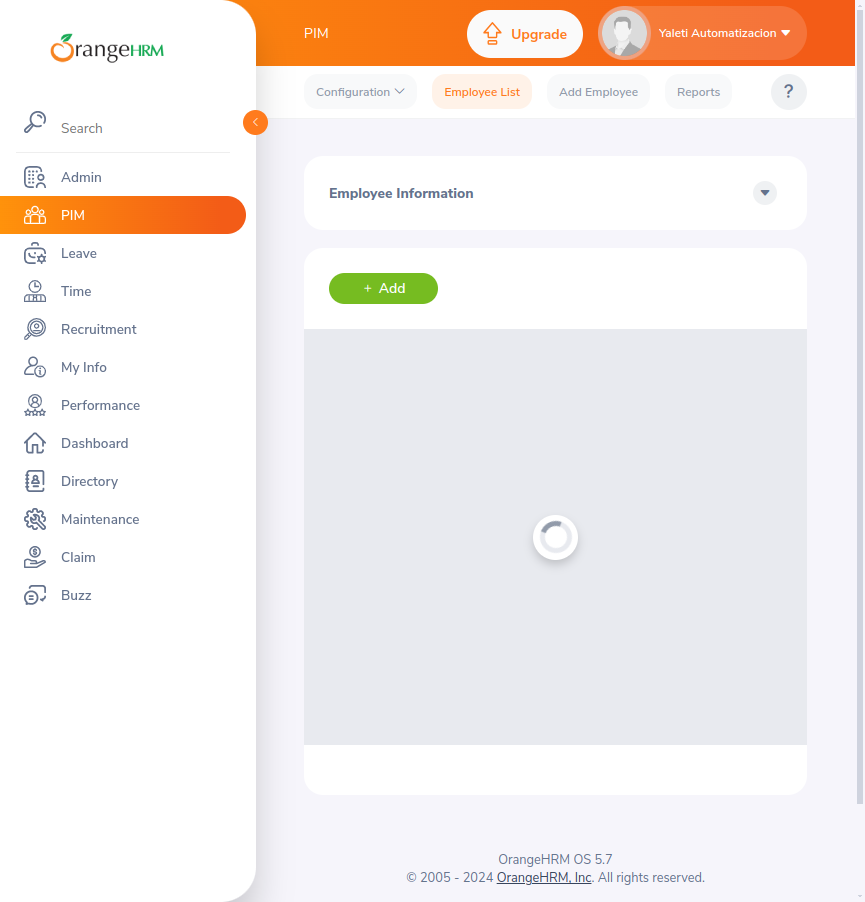 OrangeHRM
Search
Admin
PIM
Leave
Time
Recruitment
My Info
Performance
Dashboard
Directory
Maintenance
Claim
Buzz
PIM
Upgrade
Yaleti Automatizacion
Configuration
Employee List
Add Employee
Reports
?
Employee Information
+ Add
OrangeHRM OS 5.7
© 2005 - 2024 OrangeHRM, Inc. All rights reserved.